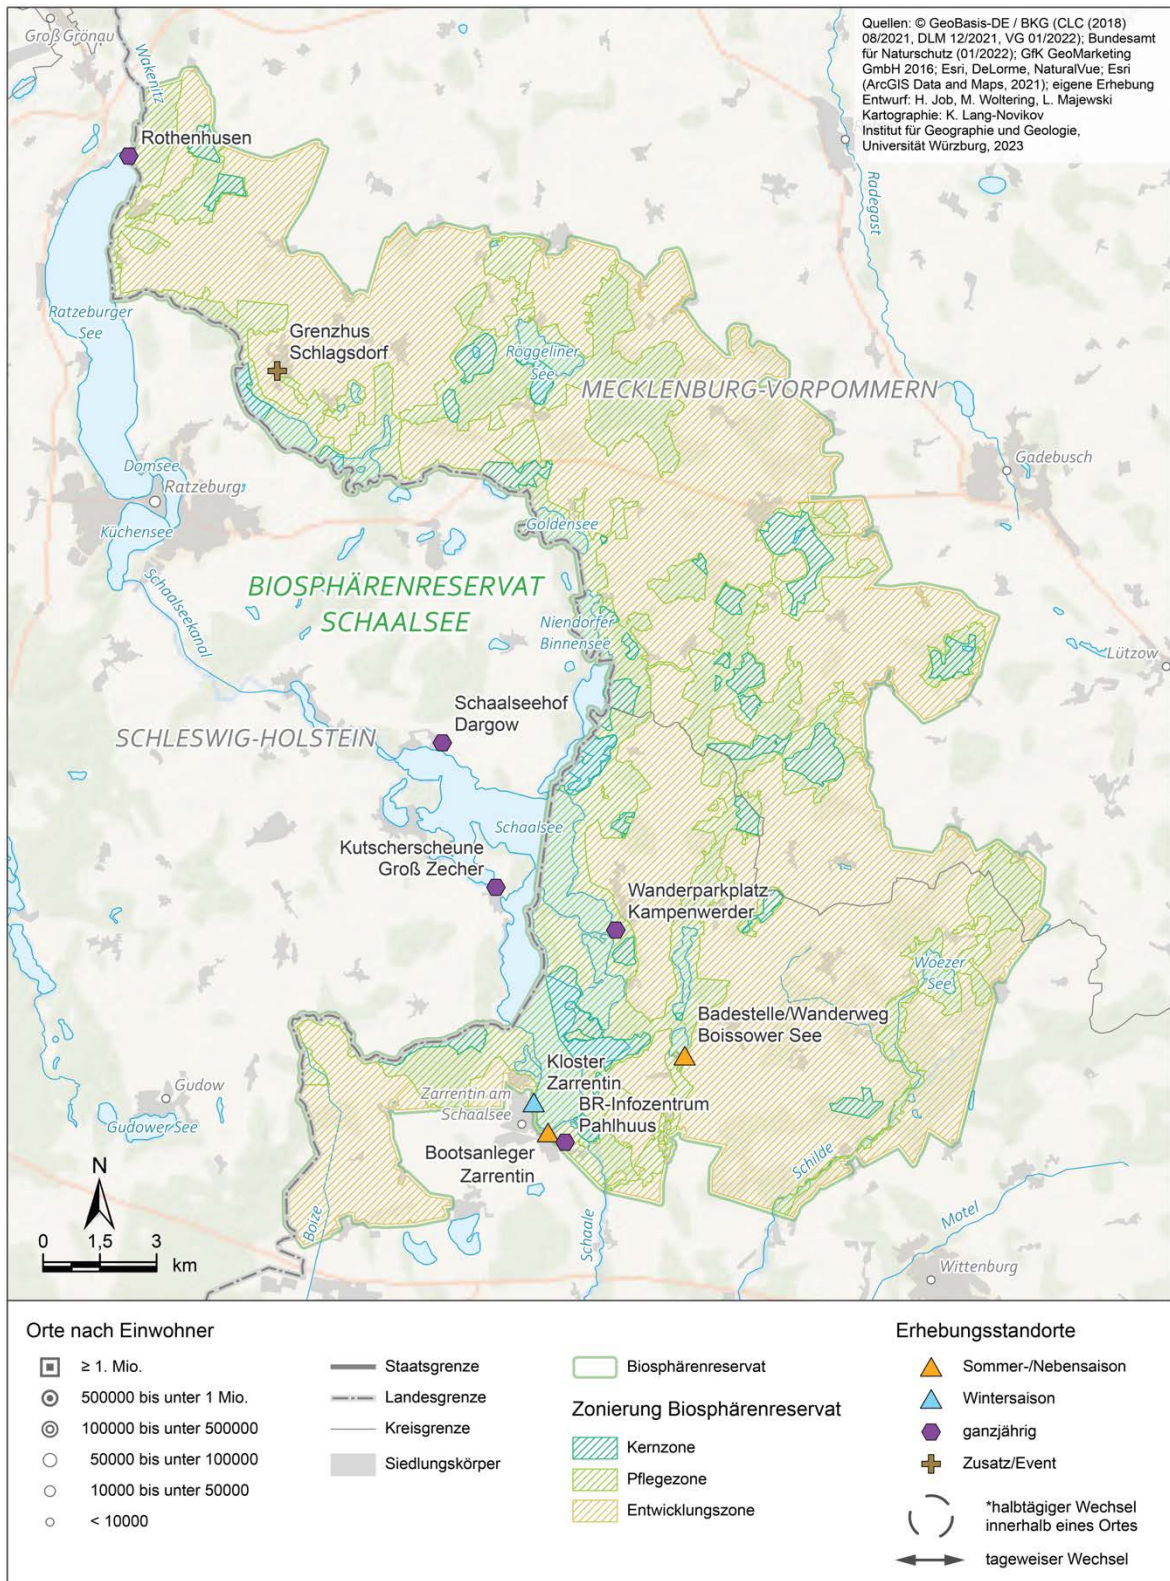 Groß Grönau
Wakenitz
Quellen: © GeoBasis-DE / BKG (CLC (2018)
08/2021, DLM 12/2021, VG 01/2022); Bundesamt
für Naturschutz (01/2022); GfK GeoMarketing
GmbH 2016; Esri, DeLorme, NaturalVue; Esri
(ArcGIS Data and Maps, 2021); eigene Erhebung
Entwurf: H. Job, M. Woltering, L. Majewski
Kartographie: K. Lang-Novikov
Institut für Geographie und Geologie,
Universität Würzburg, 2023
Rothenhusen
Radegast
Ratzeburger
See
Grenzhus
Schlagsdorf
Röggeliner
See
MECKLENBURG-VORPOMMERN
Gadebusch
Domsee
Ratzeburg
Küchensee
Goldensee
Schaalseekanal
BIOSPHÄRENRESERVAT
SCHAALSEE
Niendorfer
Binnensee
Lützow
Schaalseehof
Dargow
SCHLESWIG-HOLSTEIN
Schaalsee
Kutscherscheune
Groß Zecher
Wanderparkplatz
Kampenwerder
Woezer
See
Badestelle/Wanderweg
Boissower See
Kloster
Zarrentin
Gudow
Zarrentin am
Schaalsee
BR-Infozentrum
Pahlhuus
Gudower See
Bootsanleger
Zarrentin
Schilde
Boize
Schaale
Motel
Wittenburg
N
0 1,5 3
km
Orte nach Einwohner
≥ 1. Mio.
500000 bis unter 1 Mio.
100000 bis unter 500000
50000 bis unter 100000
10000 bis unter 50000
< 10000
Staatsgrenze
Landesgrenze
Kreisgrenze
Siedlungskörper
Biosphärenreservat
Zonierung Biosphärenreservat
Kernzone
Pflegezone
Entwicklungszone
Erhebungsstandorte
Sommer-/Nebensaison
Wintersaison
ganzjährig
Zusatz/Event
*halbtägiger Wechsel
innerhalb eines Ortes
tageweiser Wechsel